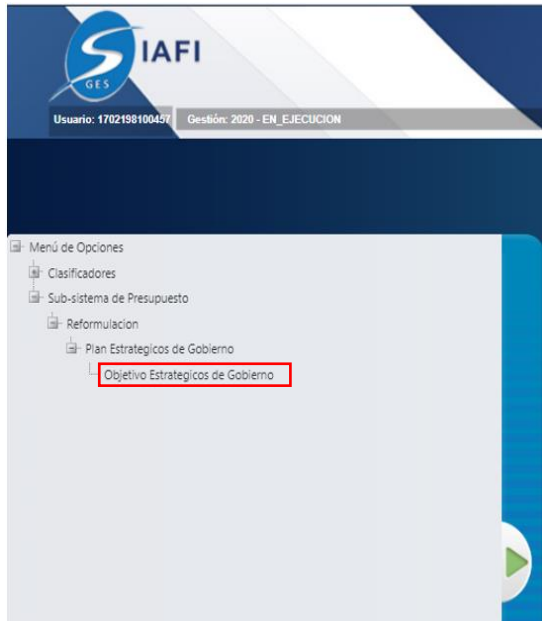 SIAFI
GES
Usuario: 1702198100457 Gestión: 2020 - EN_EJECUCION
Menú de Opciones
Clasificadores
Sub-sistema de Presupuesto
Reformulacion
Plan Estrategicos de Gobierno
Objetivo Estrategicos de Gobierno